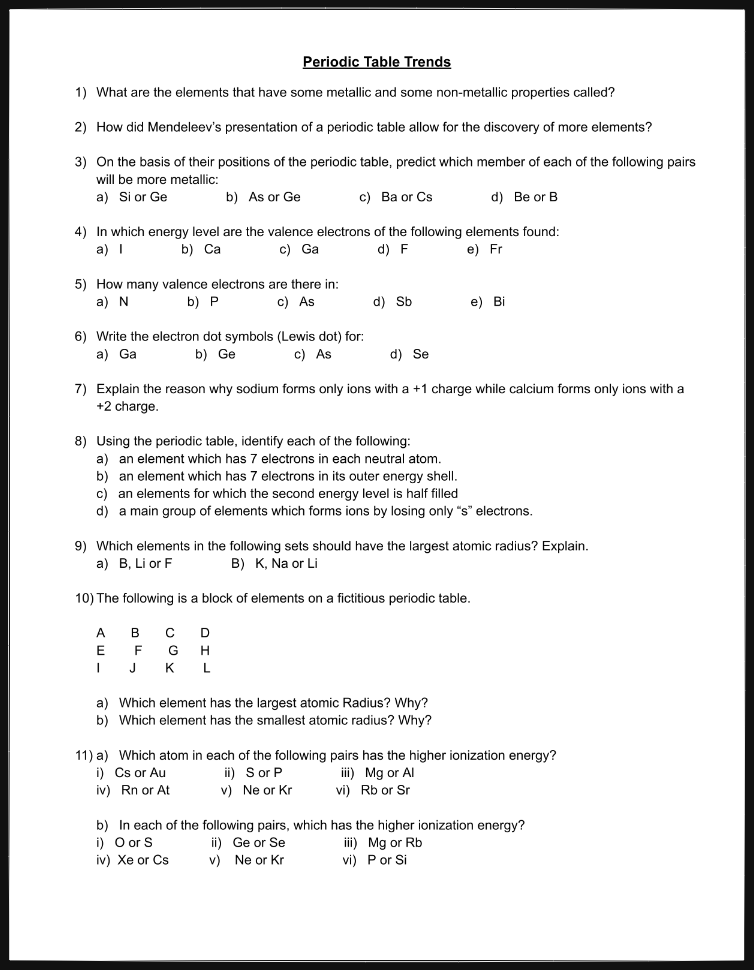 Periodic Table Trends
1) What are the elements that have some metallic and some non-metallic properties called?
2) How did Mendeleev's presentation of a periodic table allow for the discovery of more elements?
3) On the basis of their positions of the periodic table, predict which member of each of the following pairs
will be more metallic:
a) Si or Ge b) As or Ge c) Ba or Cs d) Be or B
4) In which energy level are the valence electrons of the following elements found:
a) I b) Ca c) Ga d) F e) Fr
5) How many valence electrons are there in:
a) N b) P c) As d) Sb e) Bi
6) Write the electron dot symbols (Lewis dot) for:
a) Ga b) Ge c) As d) Se
7) Explain the reason why sodium forms only ions with a +1 charge while calcium forms only ions with a
+2 charge.
8) Using the periodic table, identify each of the following:
a) an element which has 7 electrons in each neutral atom.
b) an element which has 7 electrons in its outer energy shell.
c) an elements for which the second energy level is half filled
d) a main group of elements which forms ions by losing only "s" electrons.
9) Which elements in the following sets should have the largest atomic radius? Explain.
a) B, Li or F B) K, Na or Li
10) The following is a block of elements on a fictitious periodic table.
A B C D
E F G H
I J K L
a) Which element has the largest atomic Radius? Why?
b) Which element has the smallest atomic radius? Why?
11) a) Which atom in each of the following pairs has the higher ionization energy?
i) Cs or Au ii) S or P iii) Mg or Al
iv) Rn or At v) Ne or Kr vi) Rb or Sr
b) In each of the following pairs, which has the higher ionization energy?
i) O or S ii) Ge or Se iii) Mg or Rb
iv) Xe or Cs v) Ne or Kr vi) P or Si